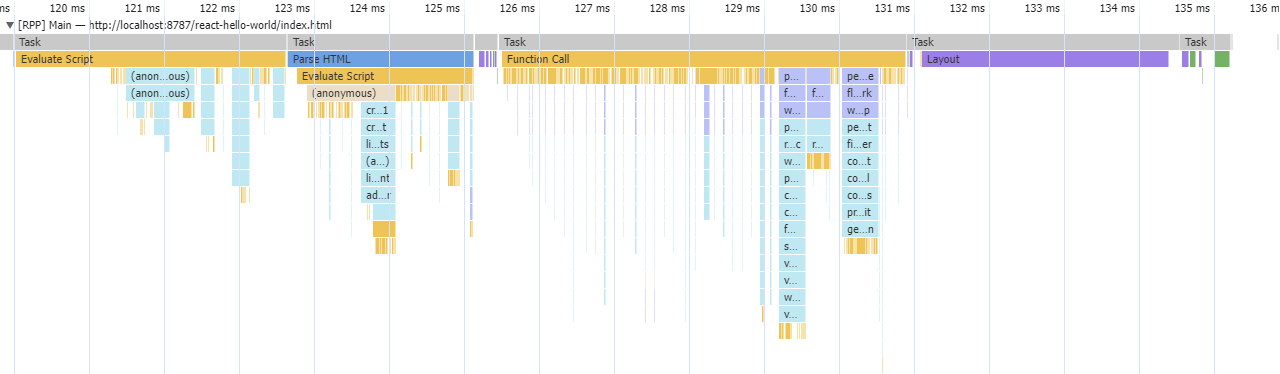 ms 120 ms 121 ms 122 ms 123 ms 124 ms 125 ms 126 ms 127 ms 128 ms 129 ms 130 ms 131 ms 132 ms 133 ms 134 ms 135 ms 136 m
▼ [RPP] Main — http://localhost:8787/react-hello-world/index.html
Task Task Task Task Task
Evaluate Script Parse HTML Function Call Layout
(anon...ous) Evaluate Script p... pe...e
(anon...ous) (anonymous) f... f... fl...rk
cr...1 w... w...p
cr...t p... pe...t
li...ts r...c r... fi...er
(a...) w... co...t
li...nt p... co...l
ad...r c... co...s
c... pr...it
f... ge...n
s...
v...
v...
w...
v...